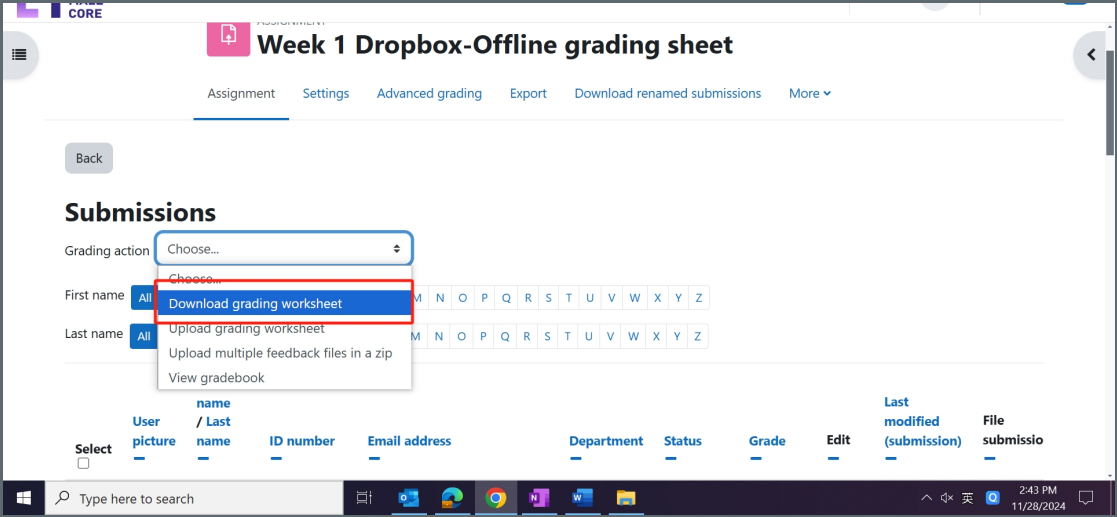 CORE
Week 1 Dropbox-Offline grading sheet
Assignment Settings Advanced grading Export Download renamed submissions More
Back
Submissions
Grading action Choose...
Choose...
Download grading worksheet
Upload grading worksheet
Upload multiple feedback files in a zip
View gradebook
First name All M N O P Q R S T U V W X Y Z
Last name All M N O P Q R S T U V W X Y Z
Select
User picture
name / Last name
ID number
Email address
Department
Status
Grade
Edit
Last modified (submission)
File submissio
Type here to search
英
2:43 PM
11/28/2024